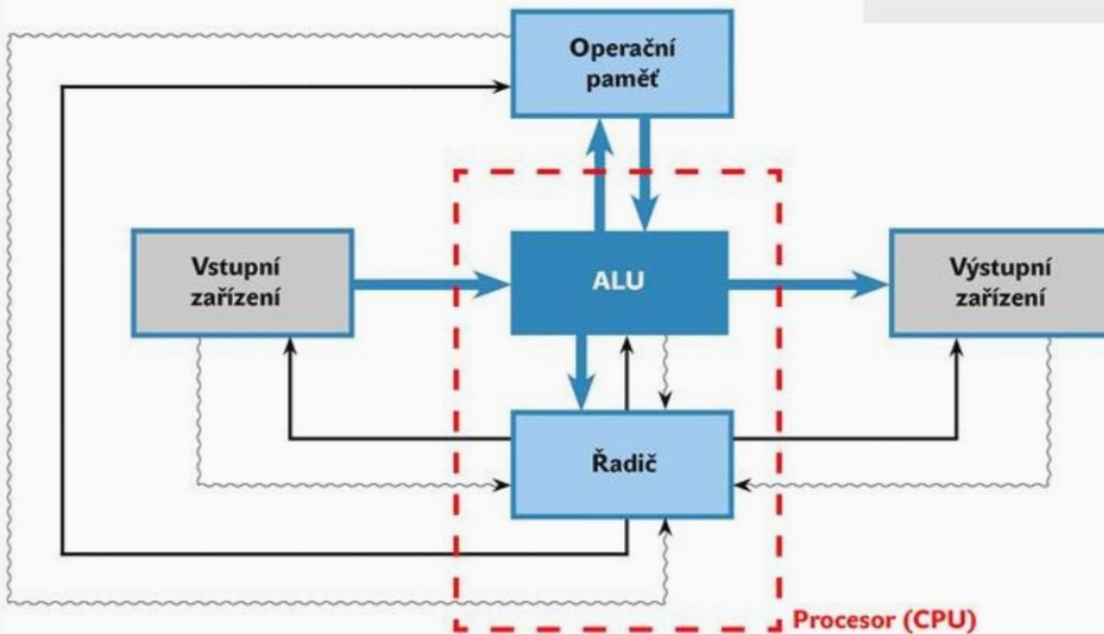 Operační
paměť
Vstupní
zařízení
ALU
Výstupní
zařízení
Řadič
Procesor (CPU)